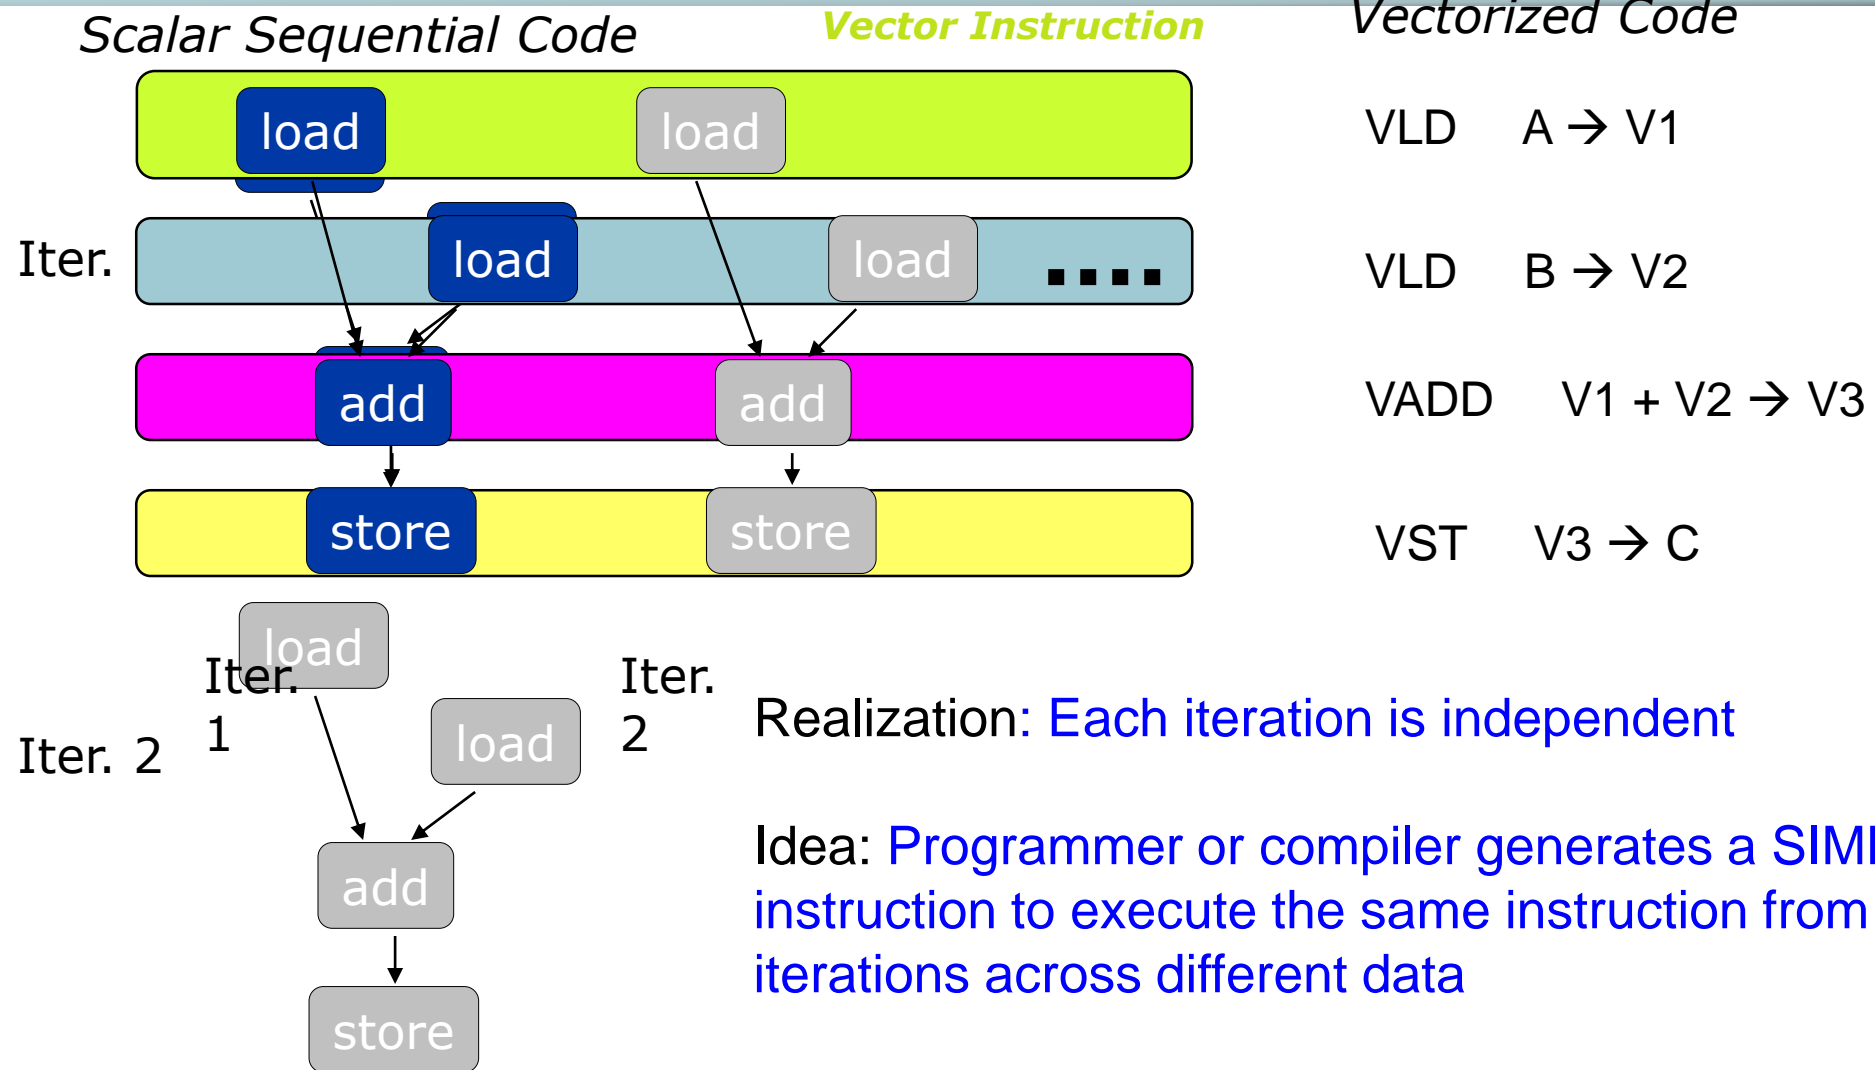 Scalar Sequential Code
Vector Instruction
Vectorized Code
load
load
VLD A → V1
Iter.
load
load
....
VLD B → V2
add
add
VADD V1 + V2 → V3
store
store
VST V3 → C
load
Iter.
1
Iter.
2
load
Iter. 2
Realization: Each iteration is independent
add
Idea: Programmer or compiler generates a
instruction to execute the same instruction from
iterations across different data
store